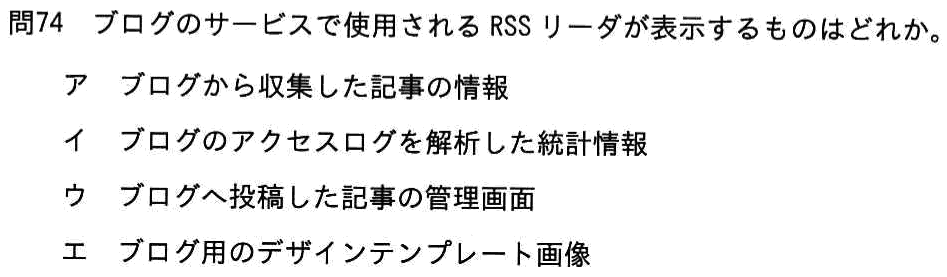 問74　ブログのサービスで使用される RSS リーダが表示するものはどれか。
ア　ブログから収集した記事の情報
イ　ブログのアクセスログを解析した統計情報
ウ　ブログへ投稿した記事の管理画面
エ　ブログ用のデザインテンプレート画像